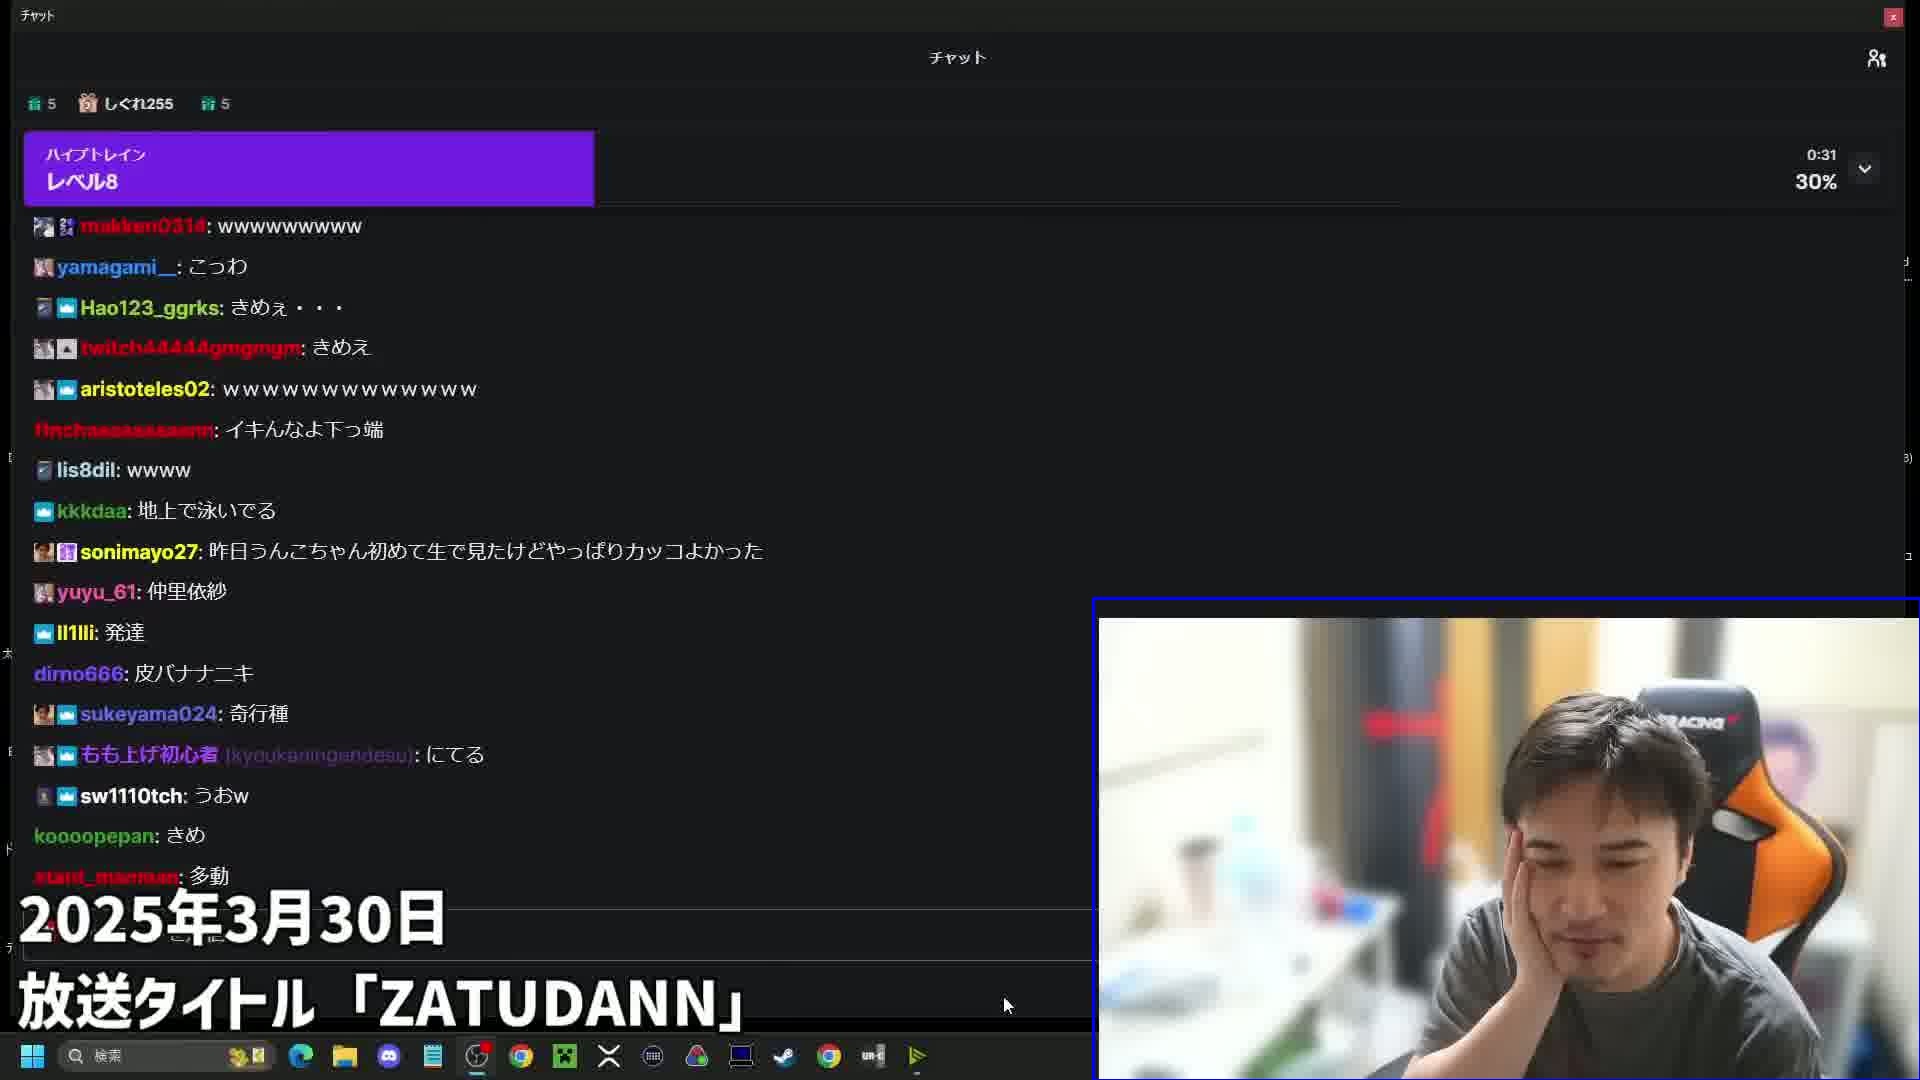 チャット
チャット
5 しぐれ255 5
ハイプトレイン
レベル8
0:31
30%
makken0314: wwwwwwwww
yamagami__: こっわ
Hao123_ggrks: きめぇ・・・
twitch44444gmgmgm: きめえ
aristoteles02: ｗｗｗｗｗｗｗｗｗｗｗｗｗ
: イキんなよ下っ端
lis8dil: wwww
kkkdaa: 地上で泳いでる
sonimayo27: 昨日うんこちゃん初めて生で見たけどやっぱりカッコよかった
yuyu_61: 仲里依紗
ll1lli: 発達
dimo666: 皮バナナニキ
sukeyama024: 奇行種
もも上げ初心者 (kyoukaningendesu): にてる
sw1110tch: うおw
koooopepan: きめ
: 多動
2025年3月30日
放送タイトル「ZATUDANN」
検索
RACING